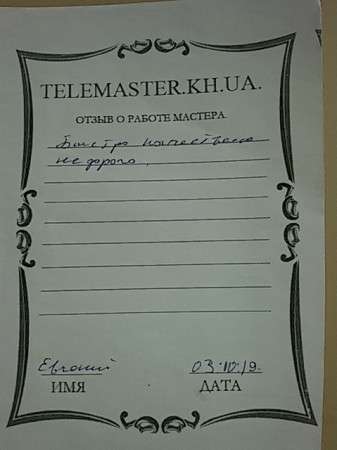 TELEMASTER.KH.UA.
ОТЗЫВ О РАБОТЕ МАСТЕРА.
Быстро качественно
не дорого.
Евгений 03.10.19.
ИМЯ ДАТА